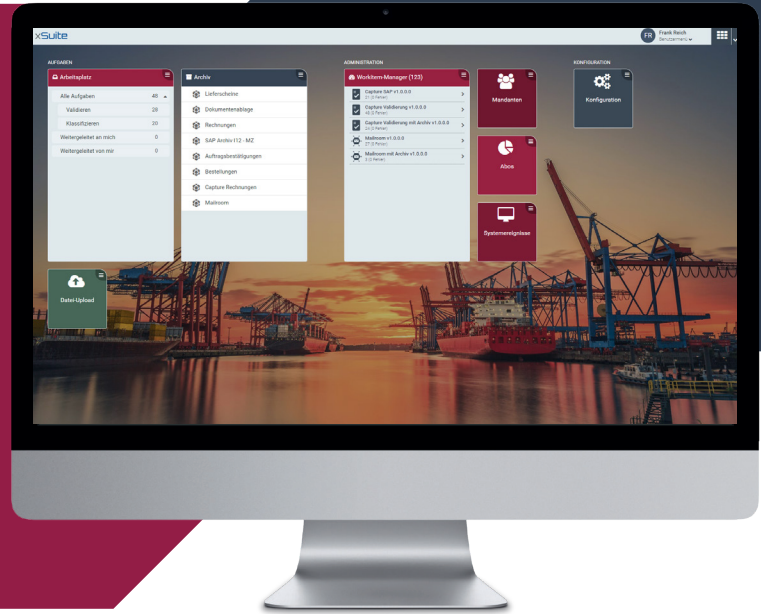 xSuite
FR
Frank Reich
Benutzermenü
AUFGABEN
ADMINISTRATION
KONFIGURATION
Arbeitsplatz
Alle Aufgaben 48
Validieren 28
Klassifizieren 20
Weitergeleitet an mich 0
Weitergeleitet von mir 0
Archiv
Lieferscheine
Dokumentenablage
Rechnungen
SAP Archiv I12 - MZ
Auftragsbestätigungen
Bestellungen
Capture Rechnungen
Mailroom
Workitem-Manager (123)
Capture SAP v1.0.0.0
Capture Validierung v1.0.0.0
Capture Validierung mit Archiv v1.0.0.0
Mailroom v1.0.0.0
Mailroom mit Archiv v1.0.0.0
Mandanten
Abos
Systemereignisse
Konfiguration
Datei-Upload